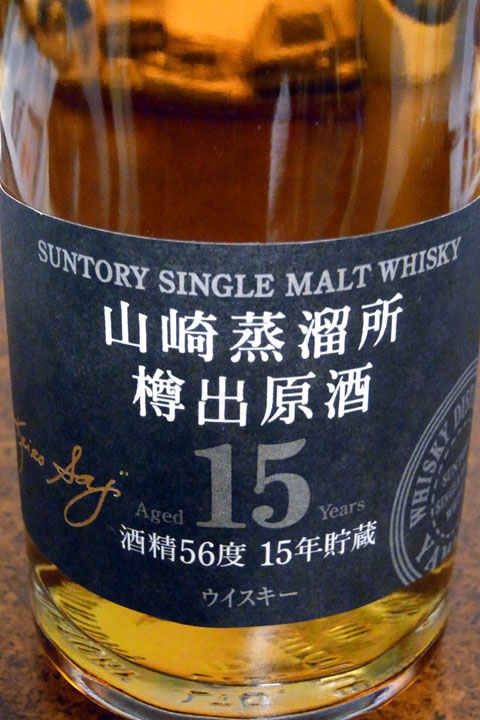 SUNTORY SINGLE MALT WHISKY
山崎蒸溜所
樽出原酒
15
Aged Years
酒精56度 15年貯蔵
ウイスキー
WHISKY